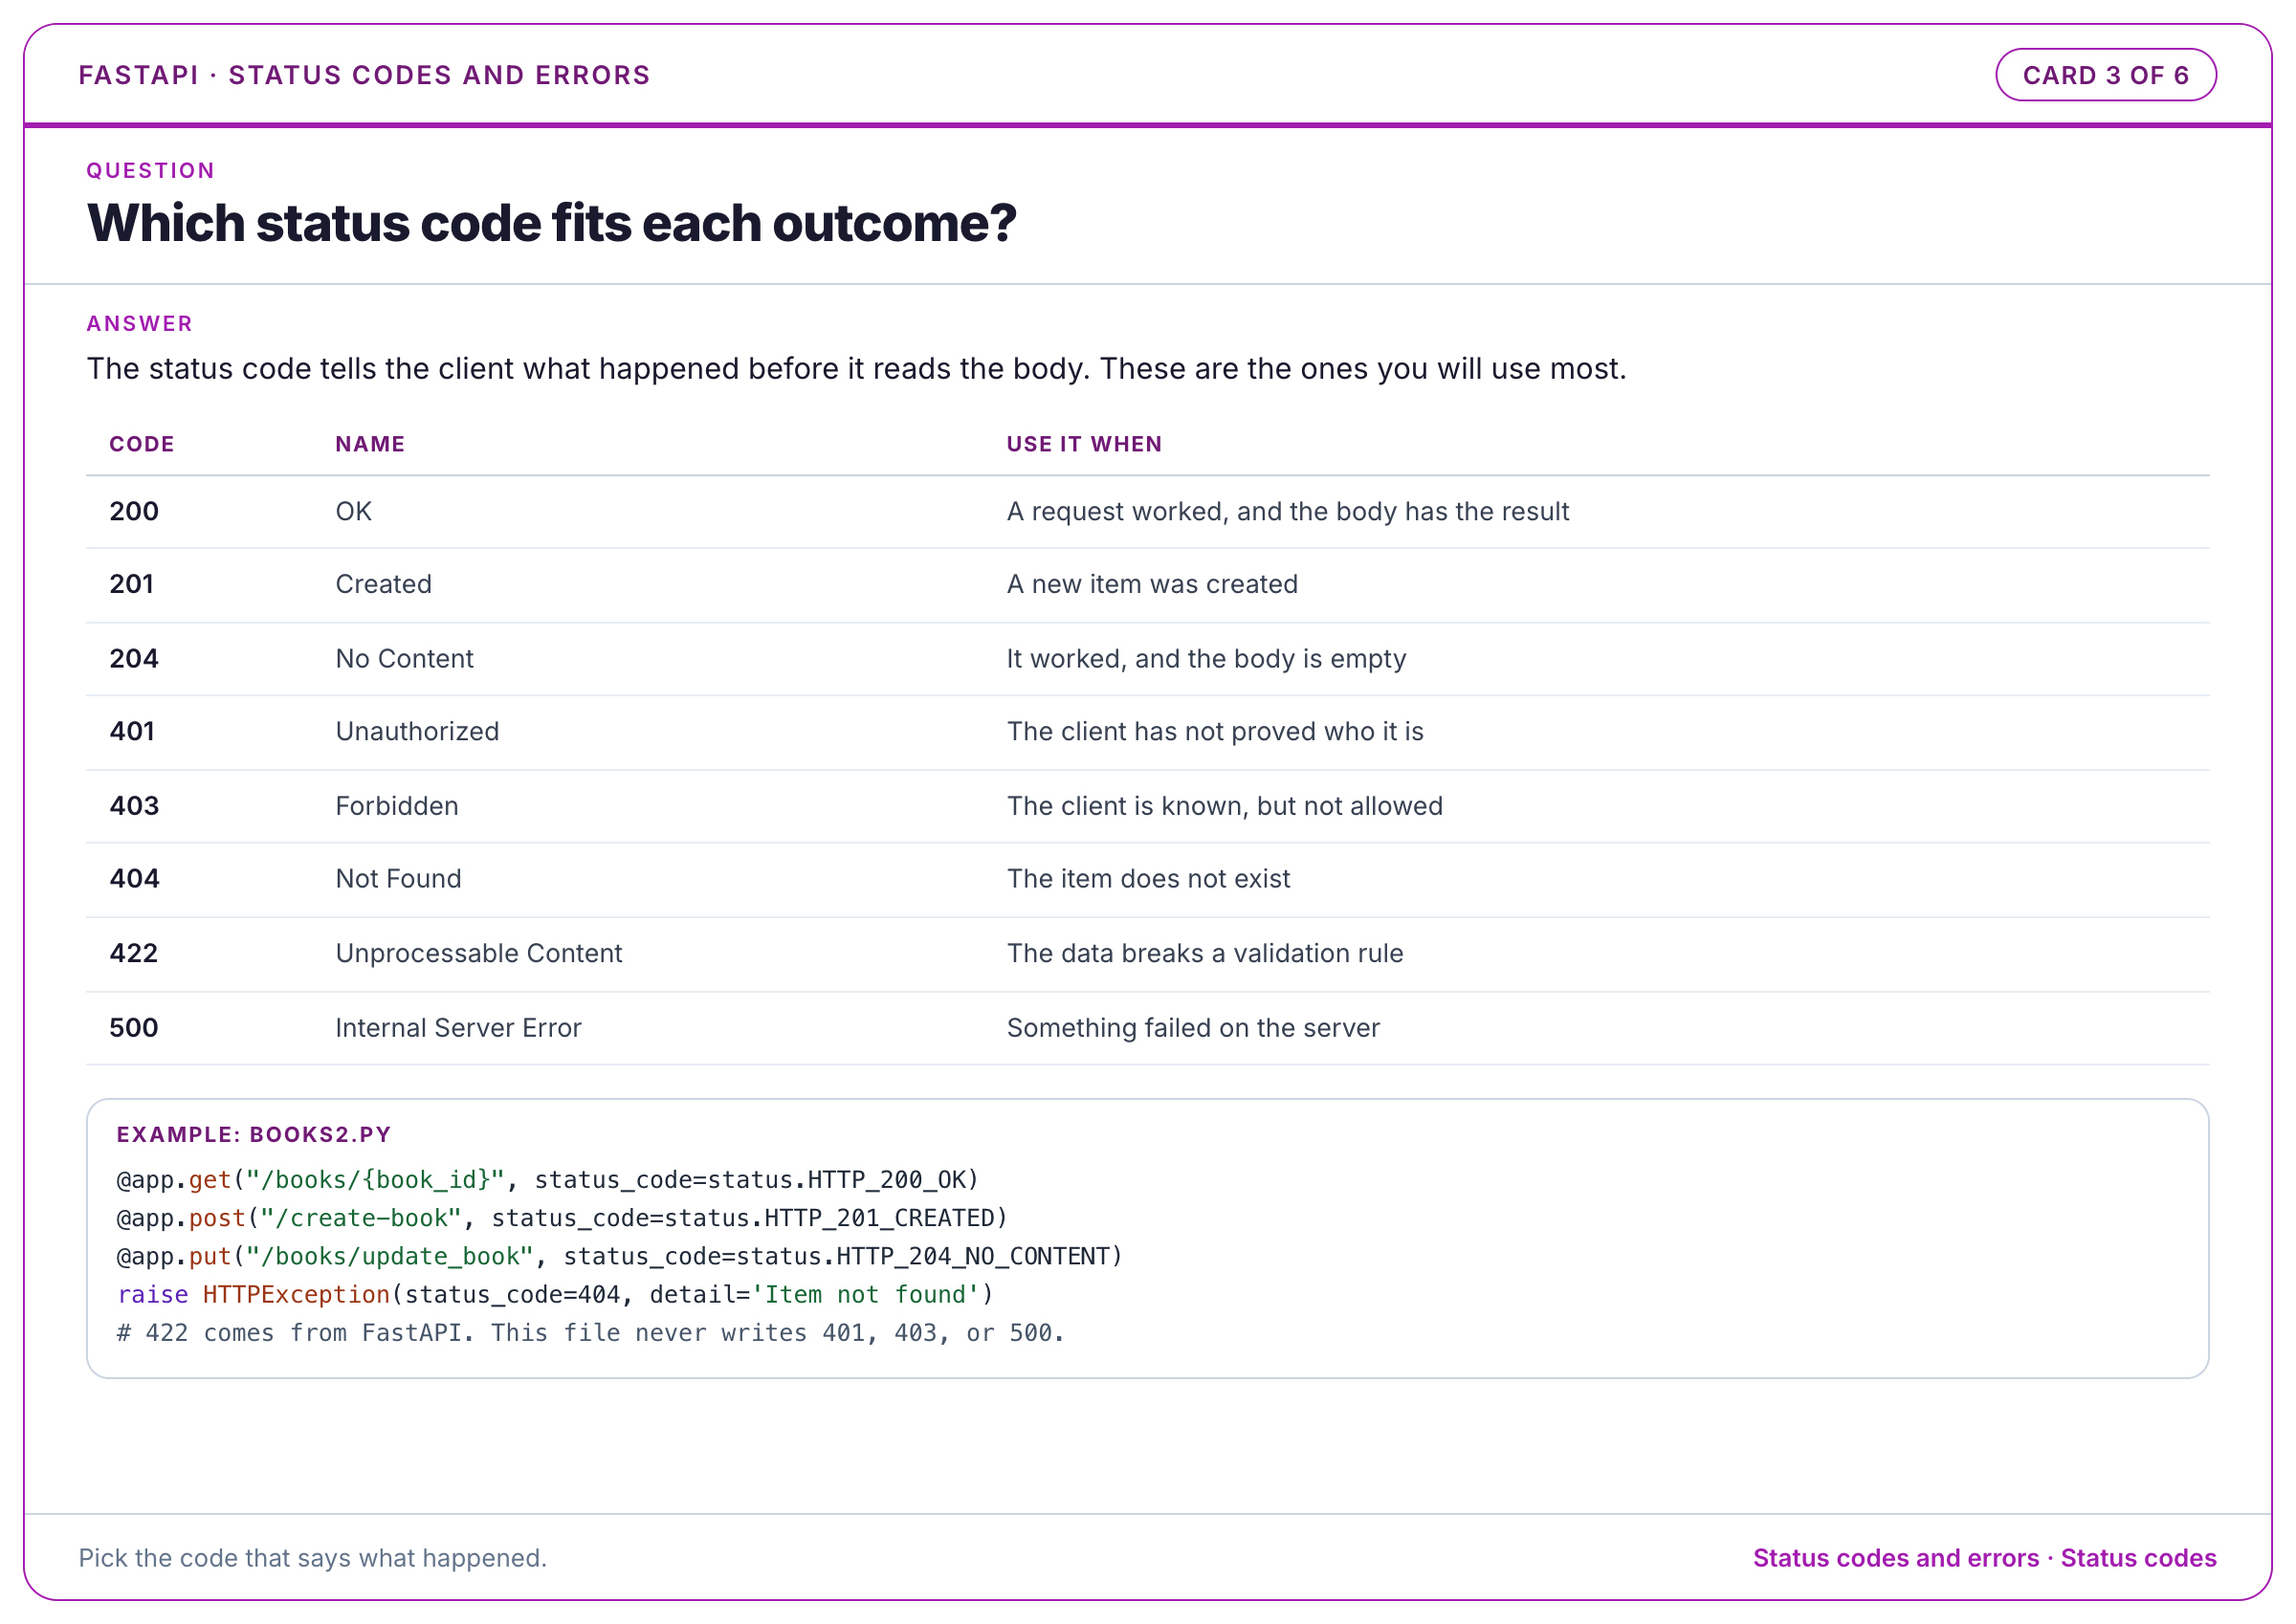 FASTAPI · STATUS CODES AND ERRORS
CARD 3 OF 6
QUESTION
Which status code fits each outcome?
ANSWER
The status code tells the client what happened before it reads the body. These are the ones you will use most.
CODE NAME USE IT WHEN
200 OK A request worked, and the body has the result
201 Created A new item was created
204 No Content It worked, and the body is empty
401 Unauthorized The client has not proved who it is
403 Forbidden The client is known, but not allowed
404 Not Found The item does not exist
422 Unprocessable Content The data breaks a validation rule
500 Internal Server Error Something failed on the server
EXAMPLE: BOOKS2.PY
@app.get("/books/{book_id}", status_code=status.HTTP_200_OK)
@app.post("/create-book", status_code=status.HTTP_201_CREATED)
@app.put("/books/update_book", status_code=status.HTTP_204_NO_CONTENT)
raise HTTPException(status_code=404, detail='Item not found')
# 422 comes from FastAPI. This file never writes 401, 403, or 500.
Pick the code that says what happened.
Status codes and errors · Status codes